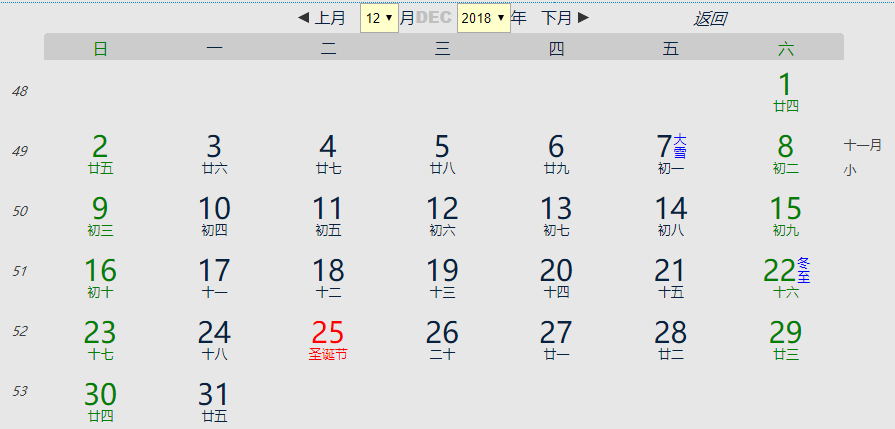 ◀ 上月 12 ▼ 月 DEC 2018 ▼ 年 下月 ▶ 返回
日 一 二 三 四 五 六
48 1
廿四
49 2 3 4 5 6 7 大雪 8 十一月
廿五 廿六 廿七 廿八 廿九 初一 初二 小
50 9 10 11 12 13 14 15
初三 初四 初五 初六 初七 初八 初九
51 16 17 18 19 20 21 22 冬至
初十 十一 十二 十三 十四 十五 十六
52 23 24 25 26 27 28 29
十七 十八 圣诞节 二十 廿一 廿二 廿三
53 30 31
廿四 廿五